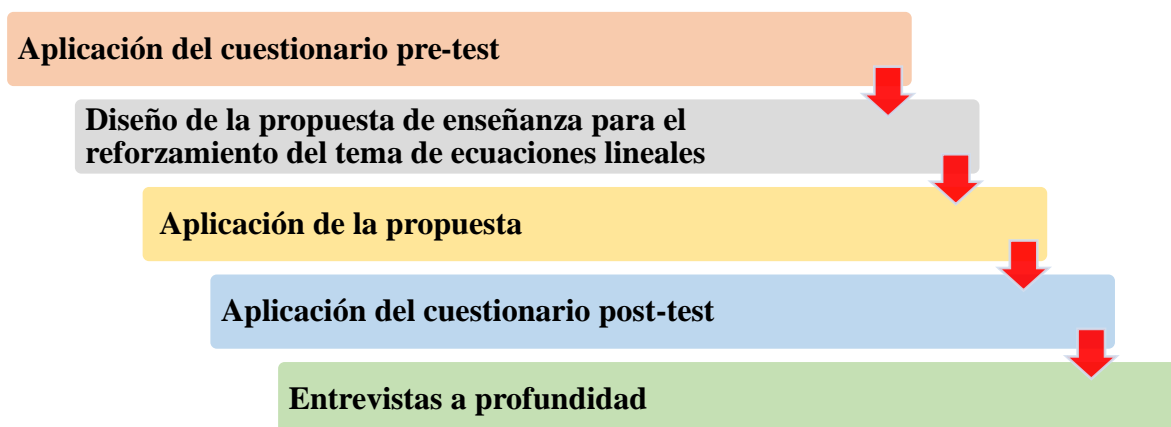 Aplicación del cuestionario pre-test
Diseño de la propuesta de enseñanza para el
reforzamiento del tema de ecuaciones lineales
Aplicación de la propuesta
Aplicación del cuestionario post-test
Entrevistas a profundidad